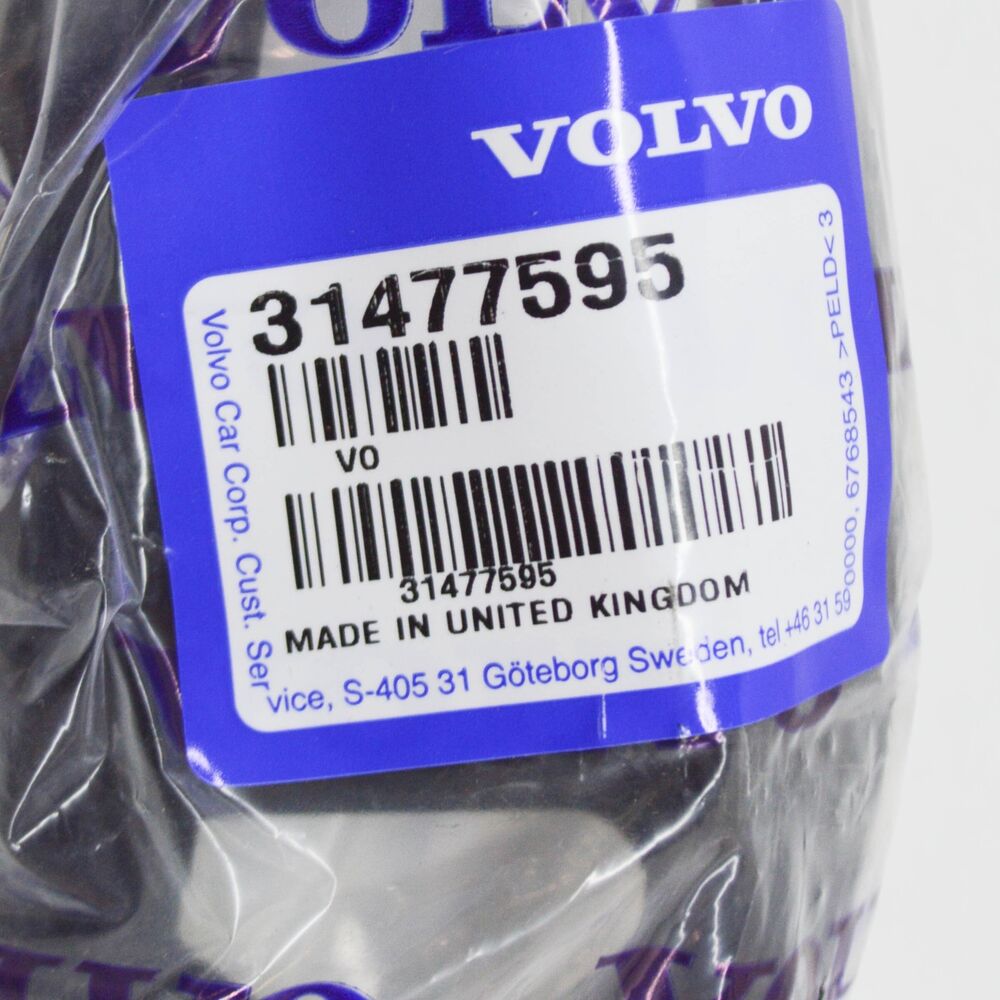 VOLVO
31477595
VO
31477595
MADE IN UNITED KINGDOM
Volvo Car Corp. Cust. Service, S-405 31 Göteborg Sweden, tel +46 31 590000, 6768543 >PELD< 3